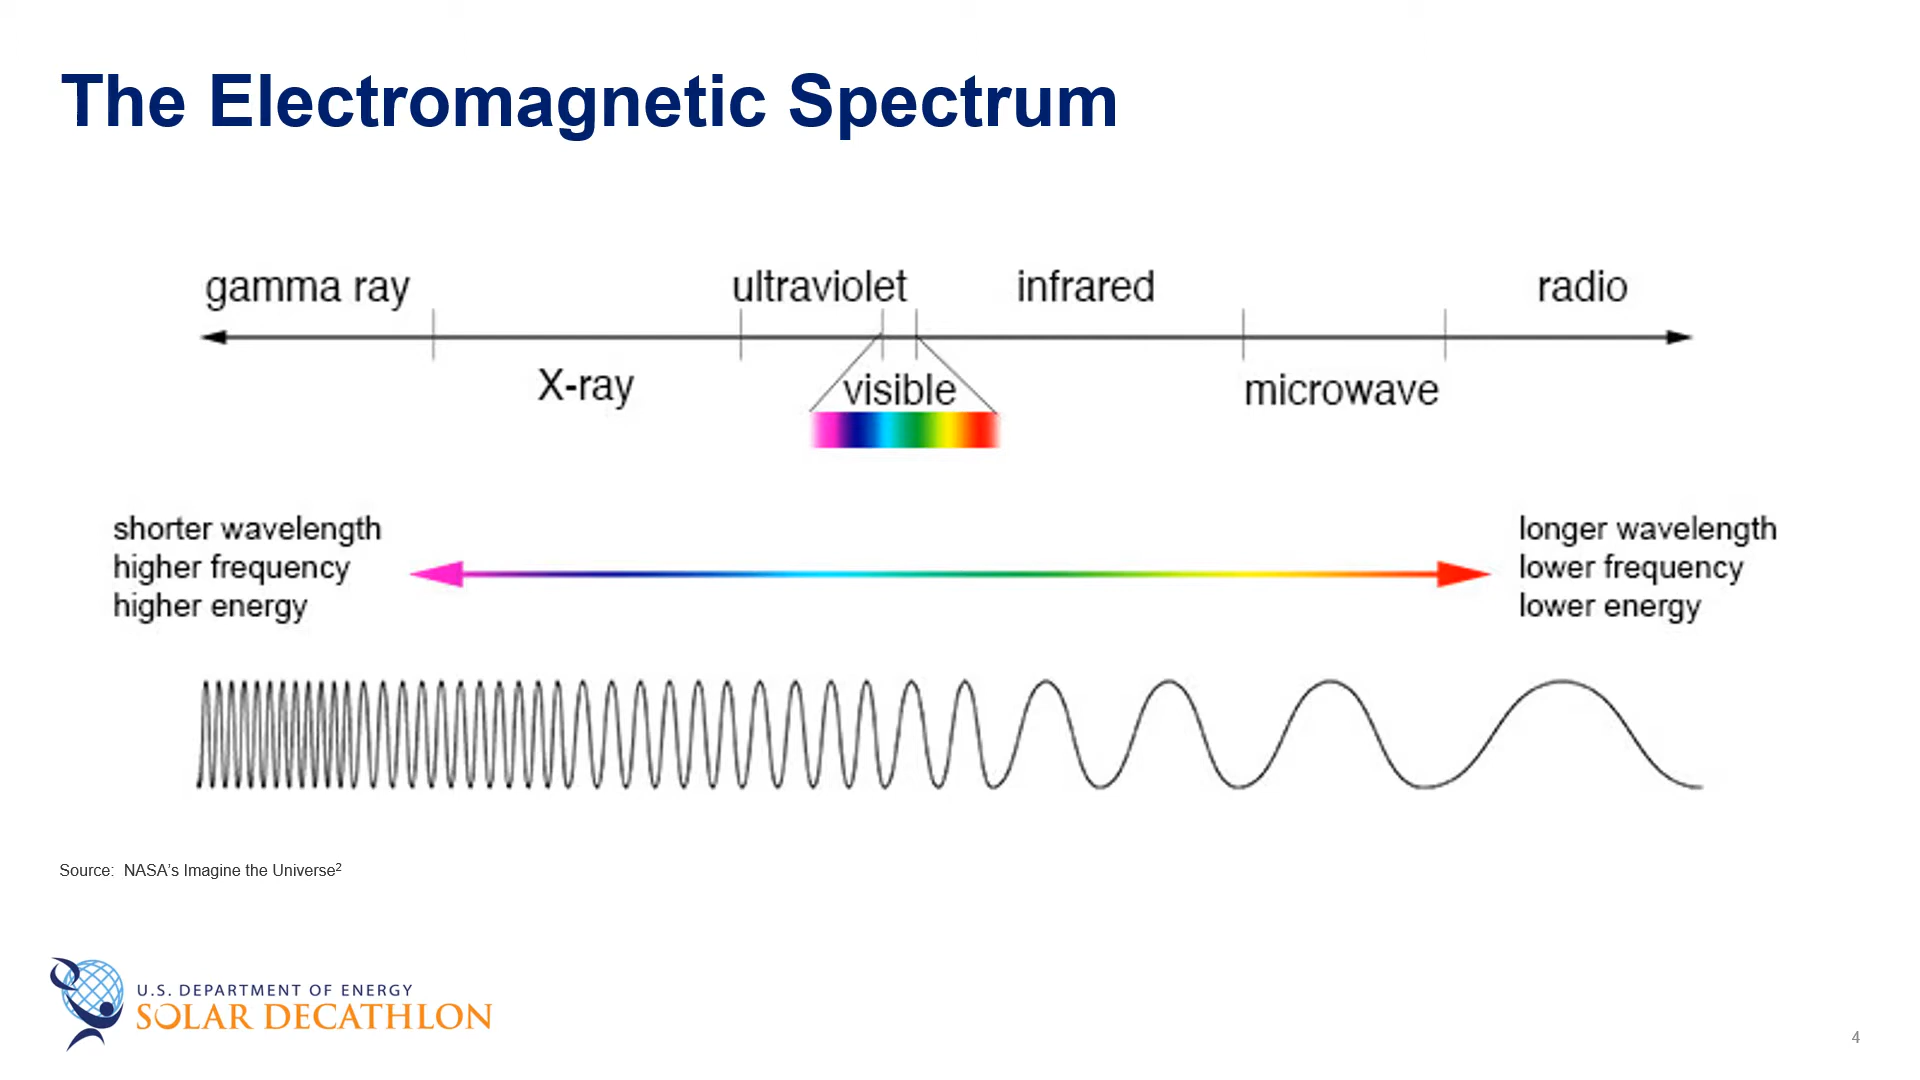 The Electromagnetic Spectrum
gamma ray
ultraviolet
infrared
radio
X-ray
visible
microwave
shorter wavelength
higher frequency
higher energy
longer wavelength
lower frequency
lower energy
Source:  NASA's Imagine the Universe²
U.S. DEPARTMENT OF ENERGY
SOLAR DECATHLON
4